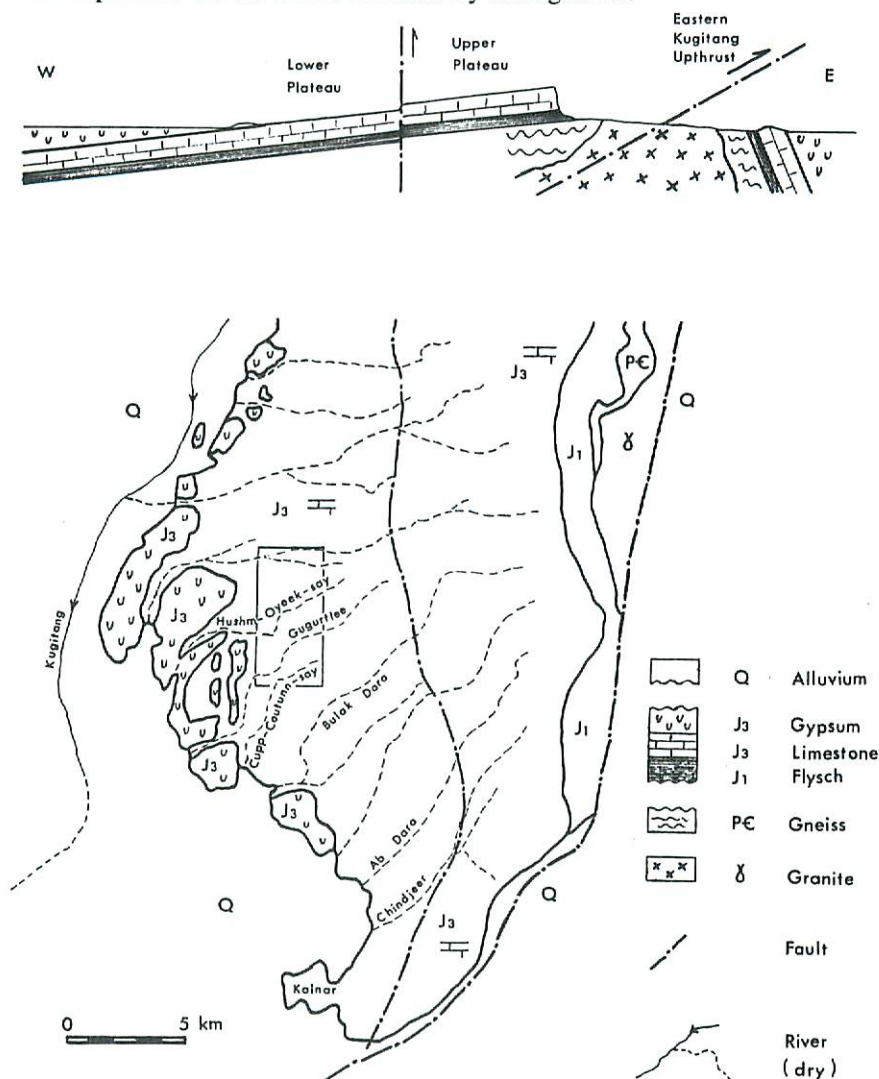 W
Lower
Plateau
Upper
Plateau
Eastern
Kugitang
Upthrust
E
Q
J3
PЄ
Q
J1
ɣ
J3
J3
Kugitang
J3
Hushm-Oyeek-say
Gugurtlee
Cupp-Coutunn-say
Bulak Dara
J3
J1
J3
Ab Dara
Chindjeer
Q
J3
Q
Kainar
0 5 km
Q Alluvium
J3 Gypsum
J3 Limestone
J1 Flysch
PЄ Gneiss
ɣ Granite
Fault
River
(dry)